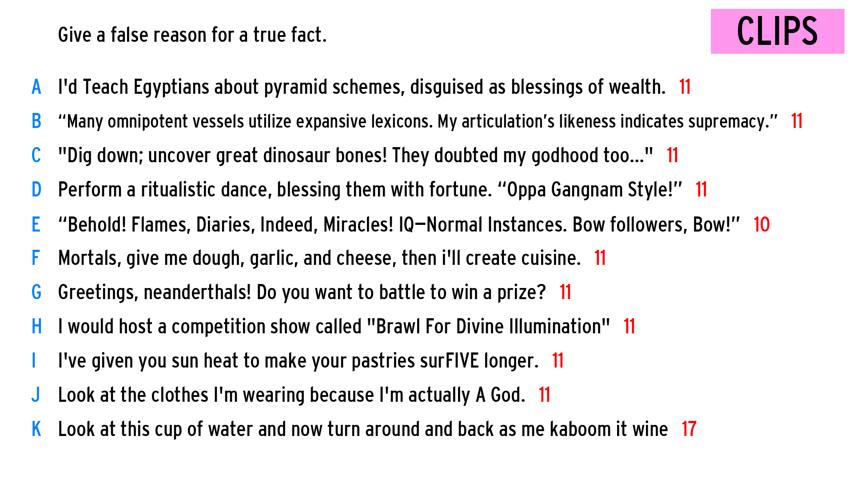 Give a false reason for a true fact.
CLIPS
A I'd Teach Egyptians about pyramid schemes, disguised as blessings of wealth. 11
B “Many omnipotent vessels utilize expansive lexicons. My articulation’s likeness indicates supremacy.” 11
C "Dig down; uncover great dinosaur bones! They doubted my godhood too..." 11
D Perform a ritualistic dance, blessing them with fortune. “Oppa Gangnam Style!” 11
E “Behold! Flames, Diaries, Indeed, Miracles! IQ—Normal Instances. Bow followers, Bow!” 10
F Mortals, give me dough, garlic, and cheese, then i'll create cuisine. 11
G Greetings, neanderthals! Do you want to battle to win a prize? 11
H I would host a competition show called "Brawl For Divine Illumination" 11
I I've given you sun heat to make your pastries surFIVE longer. 11
J Look at the clothes I'm wearing because I'm actually A God. 11
K Look at this cup of water and now turn around and back as me kaboom it wine 17